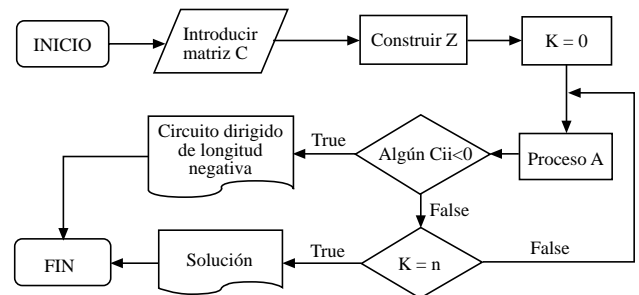 INICIO
Introducir
matriz C
Construir Z
K = 0
Circuito dirigido
de longitud
negativa
True
Algún Cii<0
Proceso A
False
FIN
Solución
True
K = n
False